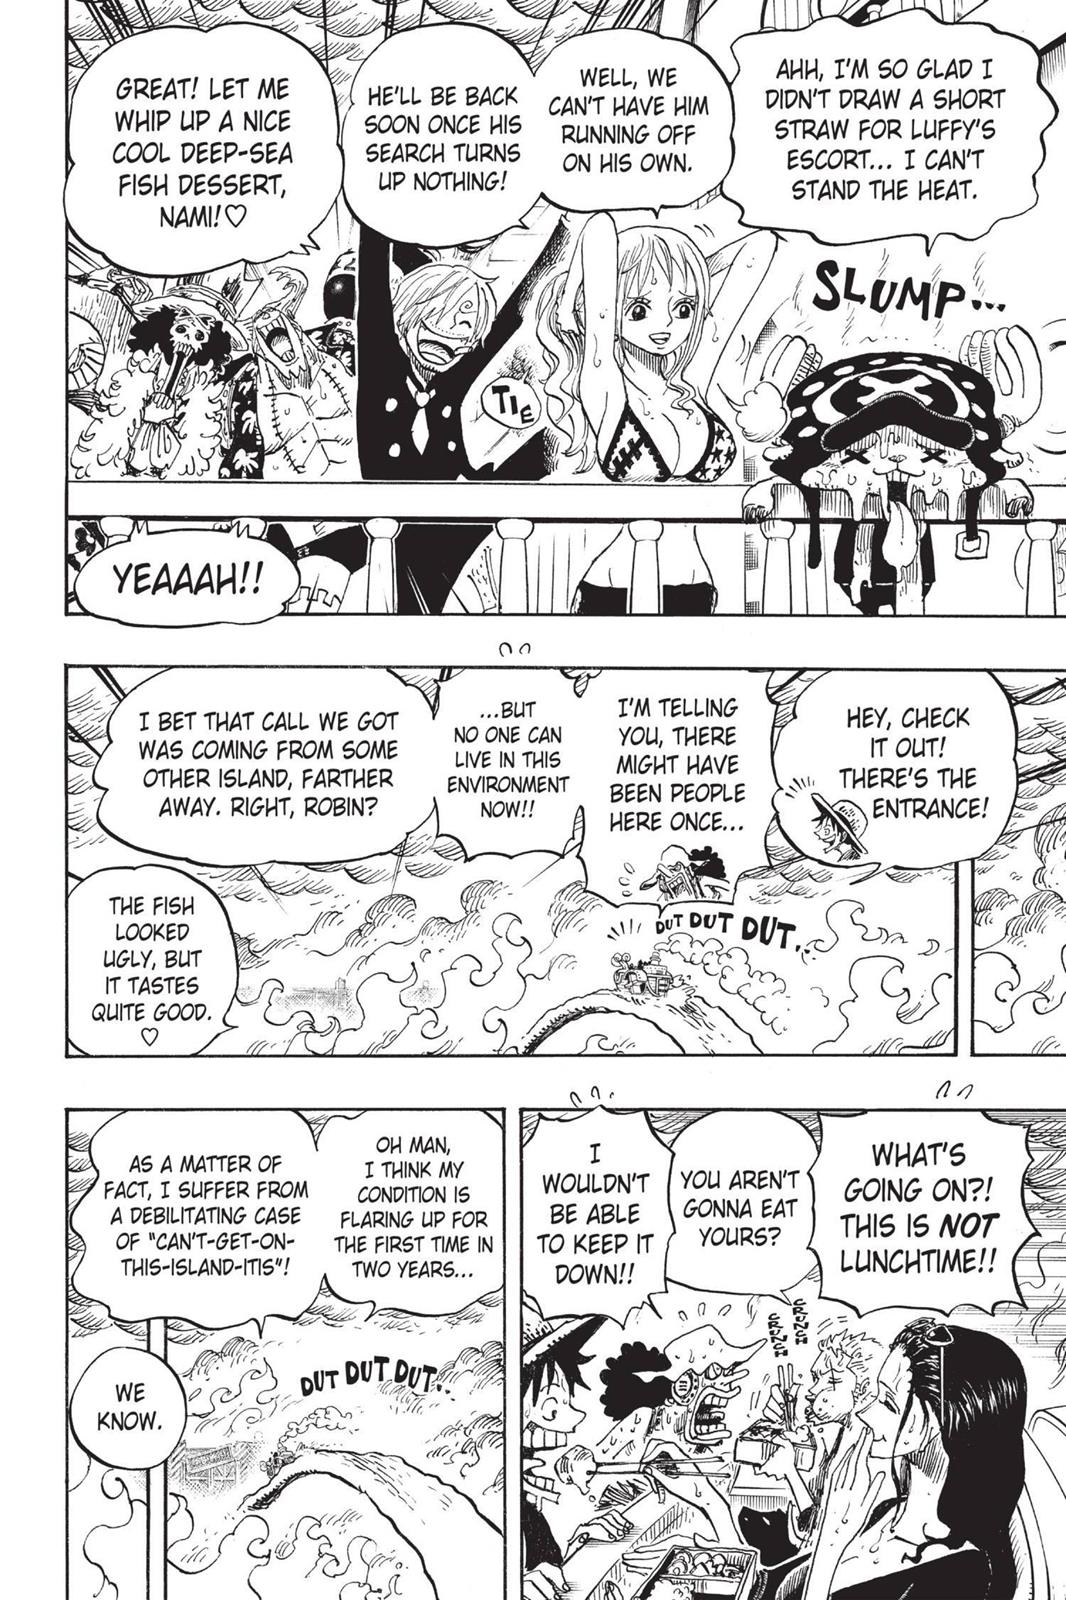 AHH, I'M SO GLAD I
DIDN'T DRAW A SHORT
STRAW FOR LUFFY'S
ESCORT... I CAN'T
STAND THE HEAT.
SLUMP...
WELL, WE
CAN'T HAVE HIM
RUNNING OFF
ON HIS OWN.
HE'LL BE BACK
SOON ONCE HIS
SEARCH TURNS
UP NOTHING!
TIE
GREAT! LET ME
WHIP UP A NICE
COOL DEEP-SEA
FISH DESSERT,
NAMI!♡
YEAAAH!!
HEY, CHECK
IT OUT!
THERE'S THE
ENTRANCE!
I'M TELLING
YOU, THERE
MIGHT HAVE
BEEN PEOPLE
HERE ONCE...
...BUT
NO ONE CAN
LIVE IN THIS
ENVIRONMENT
NOW!!
DUT DUT DUT...
I BET THAT CALL WE GOT
WAS COMING FROM SOME
OTHER ISLAND, FARTHER
AWAY. RIGHT, ROBIN?
THE FISH
LOOKED
UGLY, BUT
IT TASTES
QUITE GOOD.
♡
WHAT'S
GOING ON?!
THIS IS NOT
LUNCHTIME!!
YOU AREN'T
GONNA EAT
YOURS?
I
WOULDN'T
BE ABLE
TO KEEP IT
DOWN!!
CRUNCH
CRUNCH
OH MAN,
I THINK MY
CONDITION IS
FLARING UP FOR
THE FIRST TIME IN
TWO YEARS...
AS A MATTER OF
FACT, I SUFFER FROM
A DEBILITATING CASE
OF "CAN'T-GET-ON-
THIS-ISLAND-ITIS"!
DUT DUT DUT...
WE
KNOW.